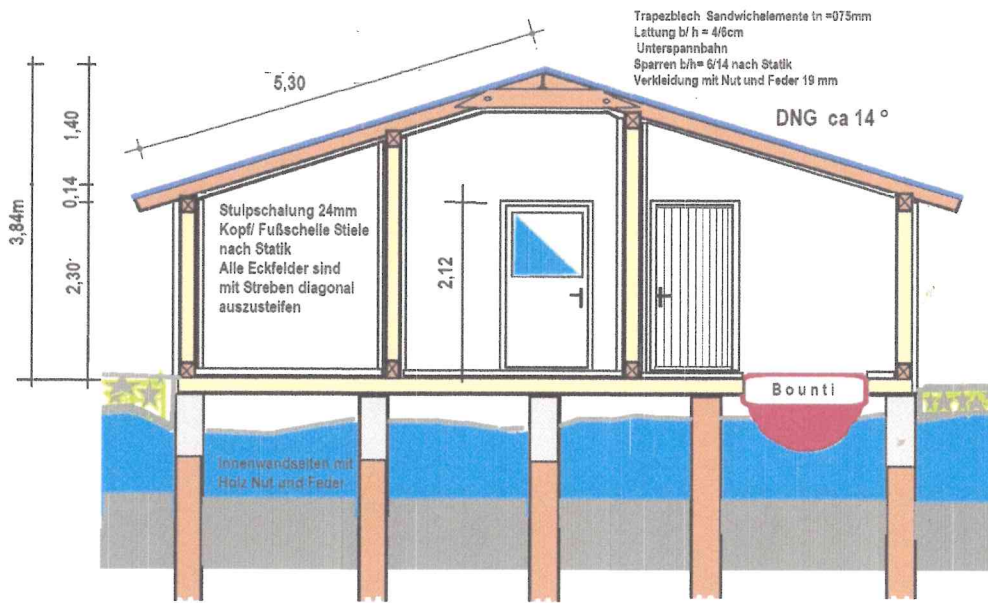 Trapezblech Sandwichelemente tn =075mm
Lattung b/ h = 4/6cm
Unterspannbahn
Sparren b/h= 6/14 nach Statik
Verkleidung mit Nut und Feder 19 mm
DNG ca 14 °
5,30
1,40
0,14
3,84m
2,30
2,12
Stulpschalung 24mm
Kopf/ Fußschelle Stiele
nach Statik
Alle Eckfelder sind
mit Streben diagonal
auszusteifen
Bounti
Innenwandseiten mit
Holz Nut und Feder